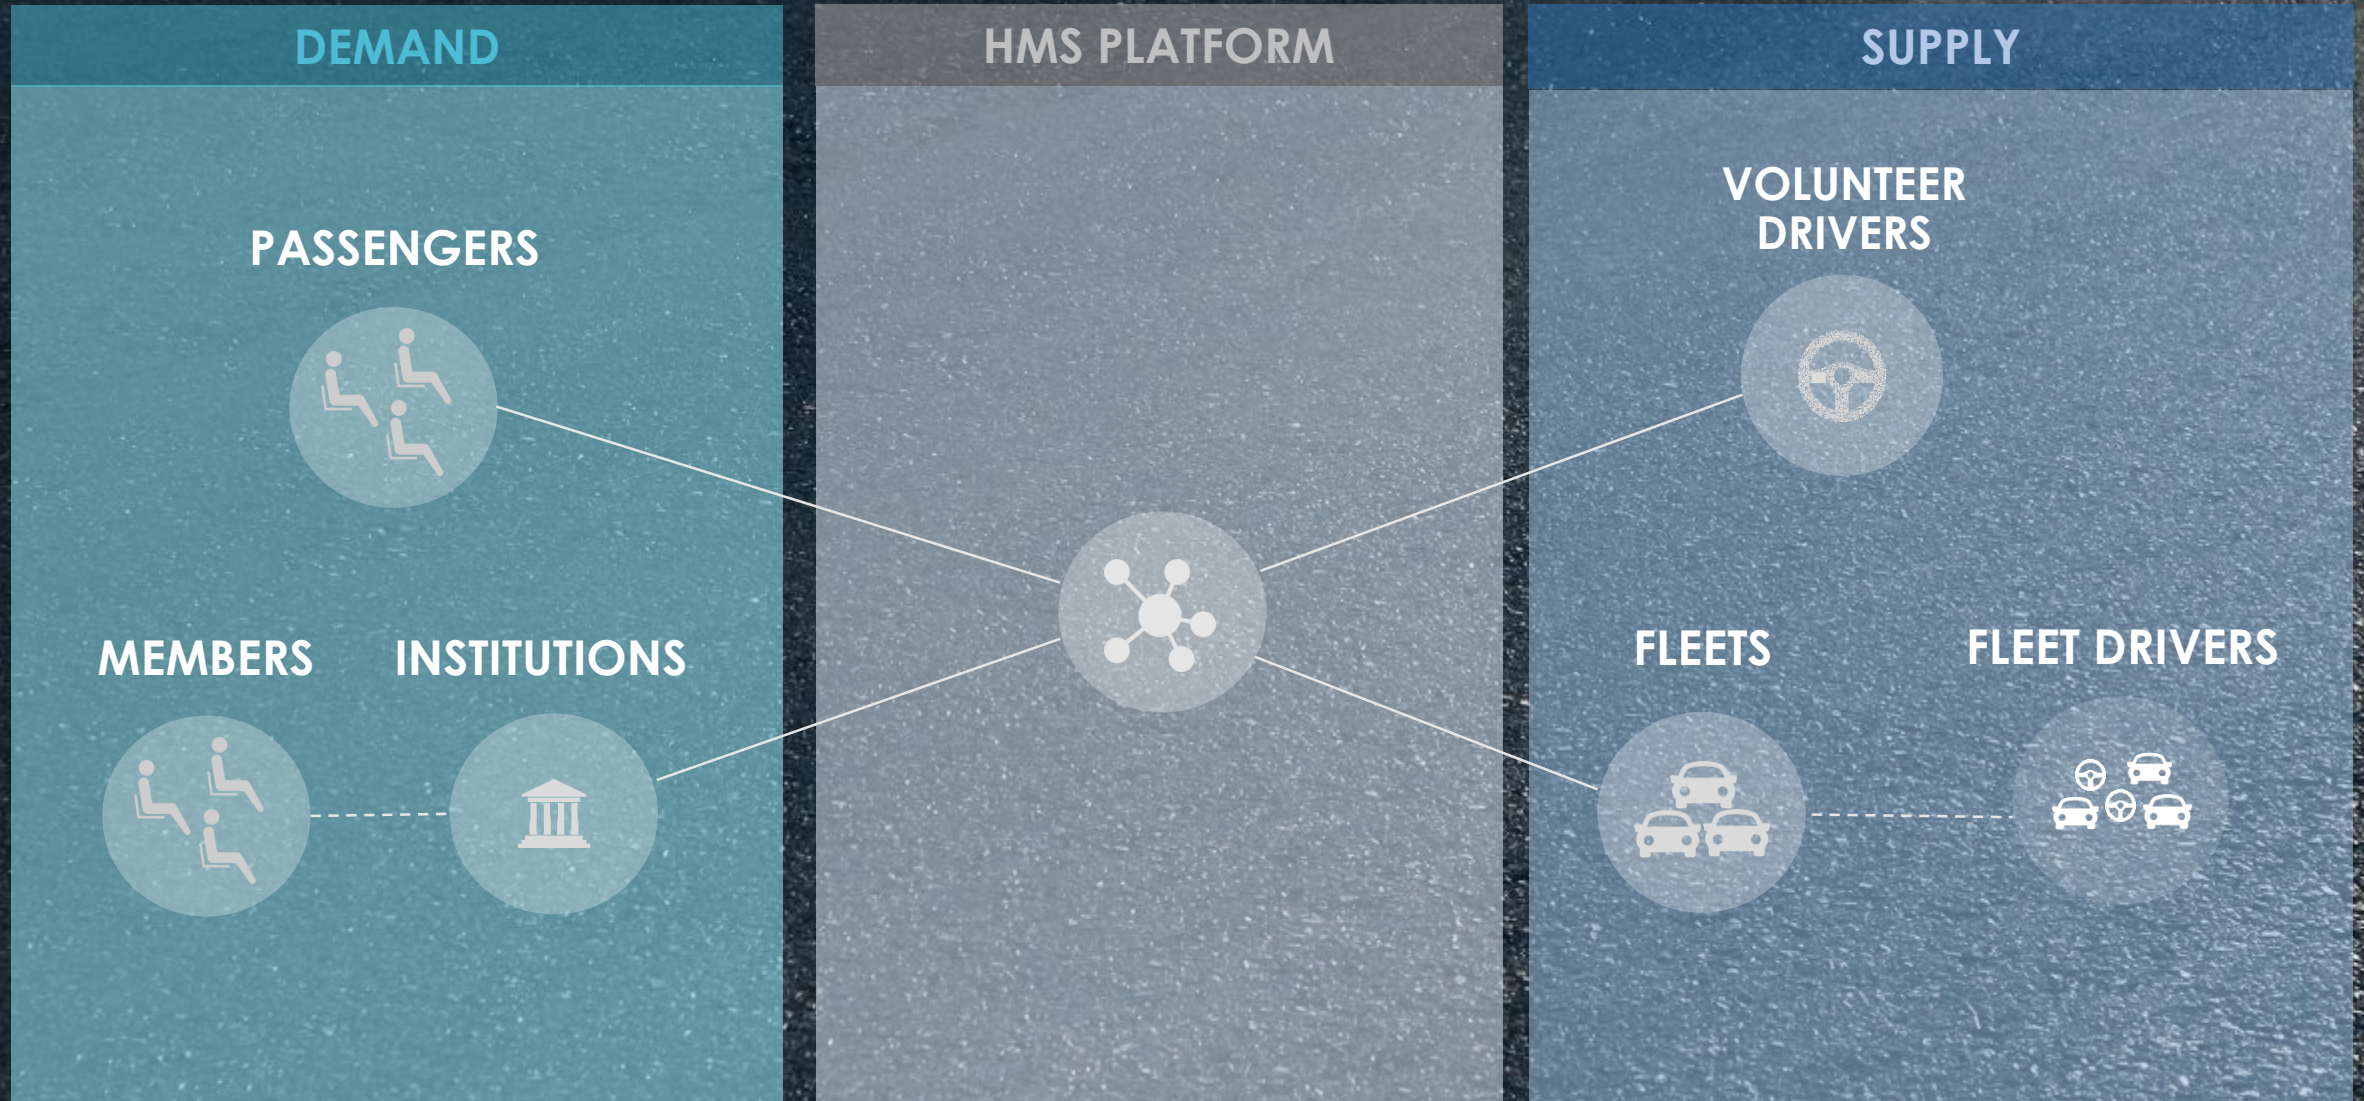 DEMAND
HMS PLATFORM
SUPPLY
PASSENGERS
VOLUNTEER
DRIVERS
MEMBERS
INSTITUTIONS
FLEETS
FLEET DRIVERS